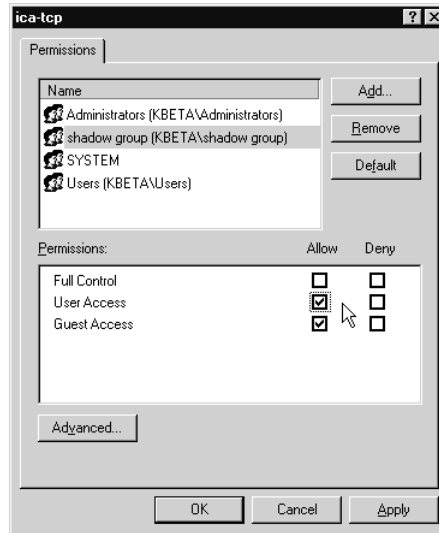 ica-tcp
Permissions
Name
Administrators (KBETA\Administrators)
shadow group (KBETA\shadow group)
SYSTEM
Users (KBETA\Users)
Add...
Remove
Default
Permissions: Allow Deny
Full Control
User Access
Guest Access
Advanced...
OK Cancel Apply